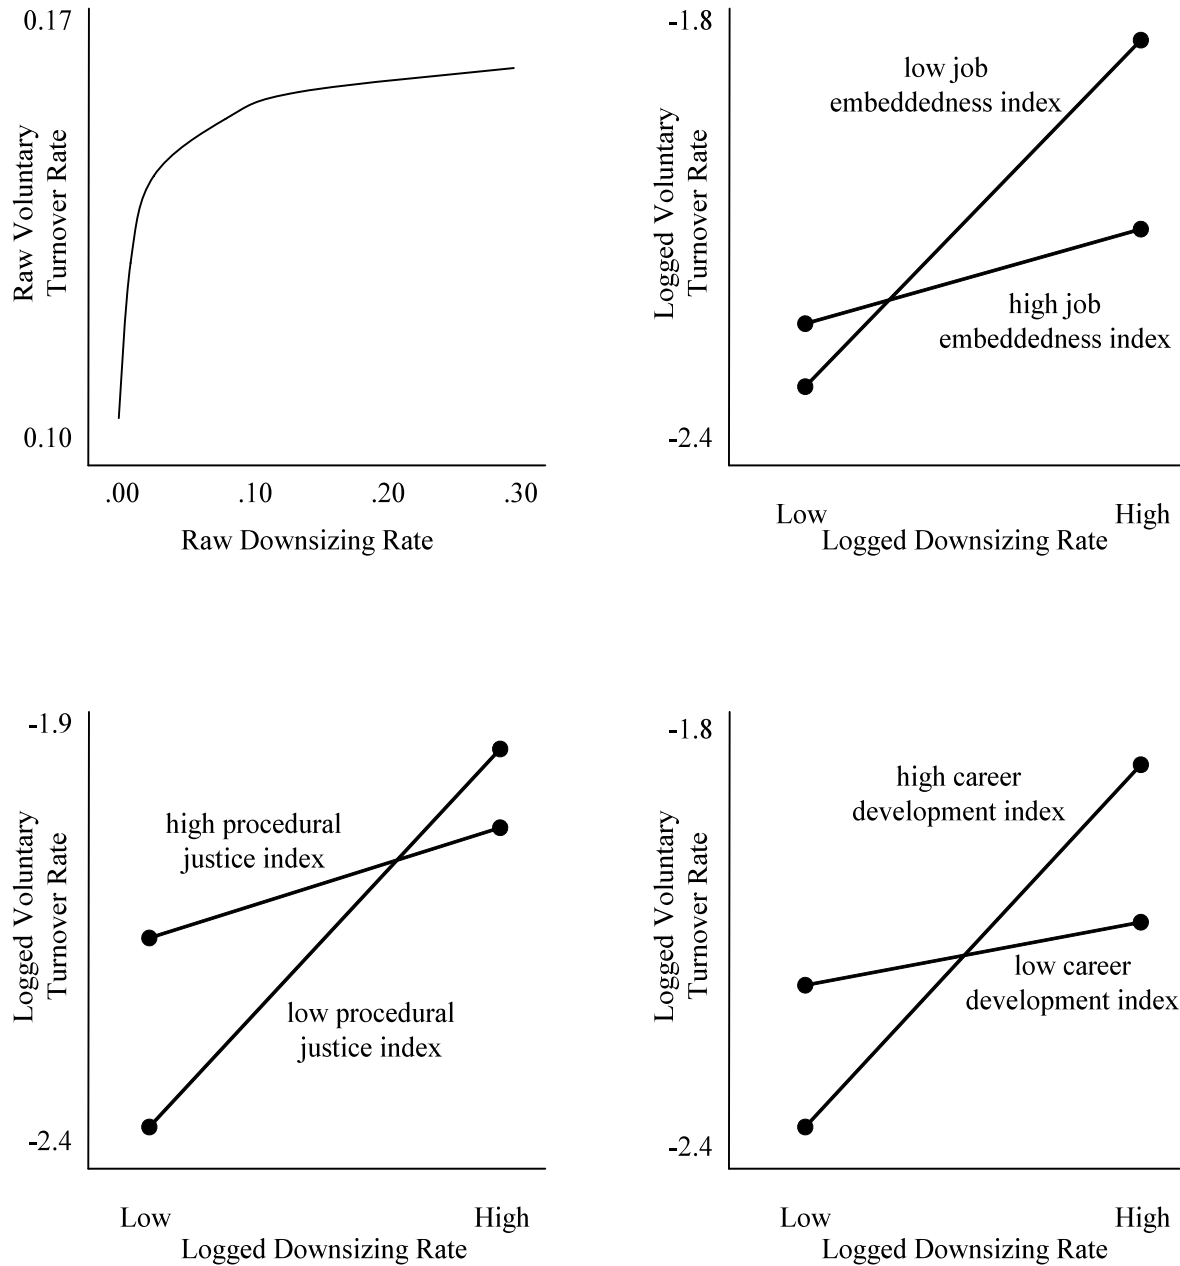 0.17
Raw Voluntary
Turnover Rate
0.10
.00 .10 .20 .30
Raw Downsizing Rate
-1.8
low job
embeddedness index
Logged Voluntary
Turnover Rate
high job
embeddedness index
-2.4
Low High
Logged Downsizing Rate
-1.9
high procedural
justice index
Logged Voluntary
Turnover Rate
low procedural
justice index
-2.4
Low High
Logged Downsizing Rate
-1.8
high career
development index
Logged Voluntary
Turnover Rate
low career
development index
-2.4
Low High
Logged Downsizing Rate